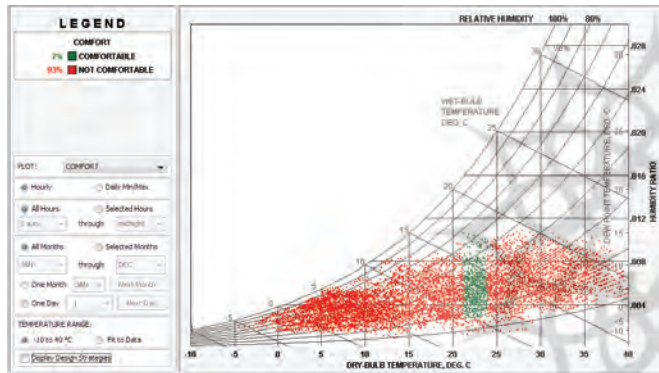 LEGEND
COMFORT
7% COMFORTABLE
93% NOT COMFORTABLE
PLOT: COMFORT
Hourly Daily Min/Max
All Hours Selected Hours
1 a.m. through midnight
All Months Selected Months
JAN through DEC
One Month JAN Next Month
One Day 1 Next Day
TEMPERATURE RANGE:
-10 to 40 °C Fit to Data
Display Design Strategies
RELATIVE HUMIDITY 100% 80%
WET-BULB
TEMPERATURE
DEG. C
DEW POINT TEMPERATURE, DEG. C
HUMIDITY RATIO
.028
.024
.020
.016
.012
.008
.004
30
25
20
15
10
5
0
-5
-10 -5 0 5 10 15 20 25 30 35 40
DRY-BULB TEMPERATURE, DEG. C